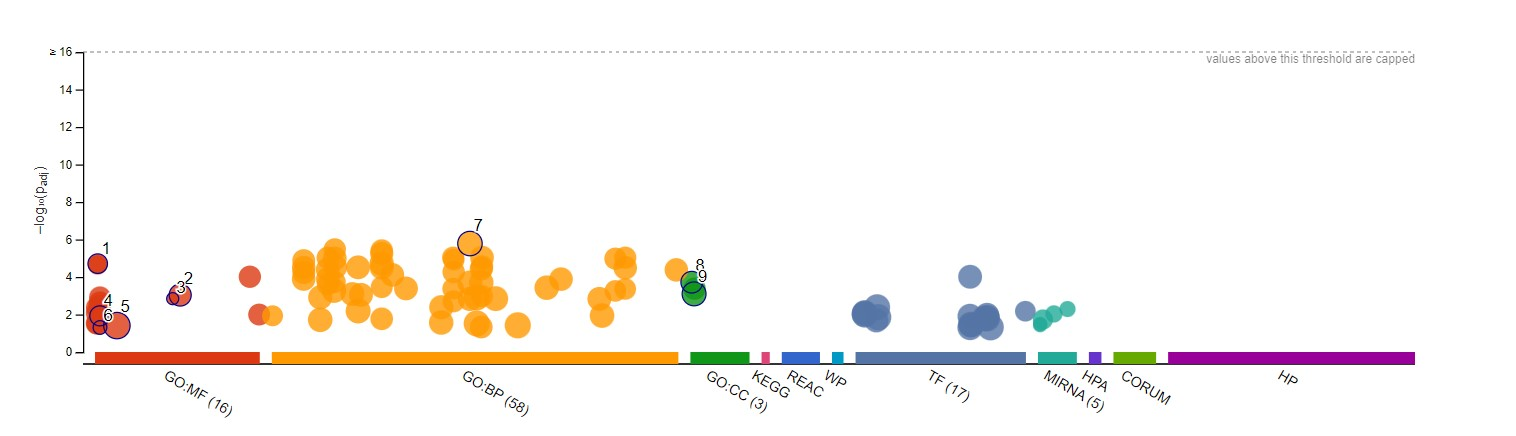 ≥ 16
values above this threshold are capped
14
12
10
8
6
4
2
0
–log₁₀(p_adj)
1
2
3
4
5
6
7
8
9
GO:MF (16)
GO:BP (58)
GO:CC (3)
KEGG
REAC
WP
TF (17)
MIRNA (5)
HPA
CORUM
HP